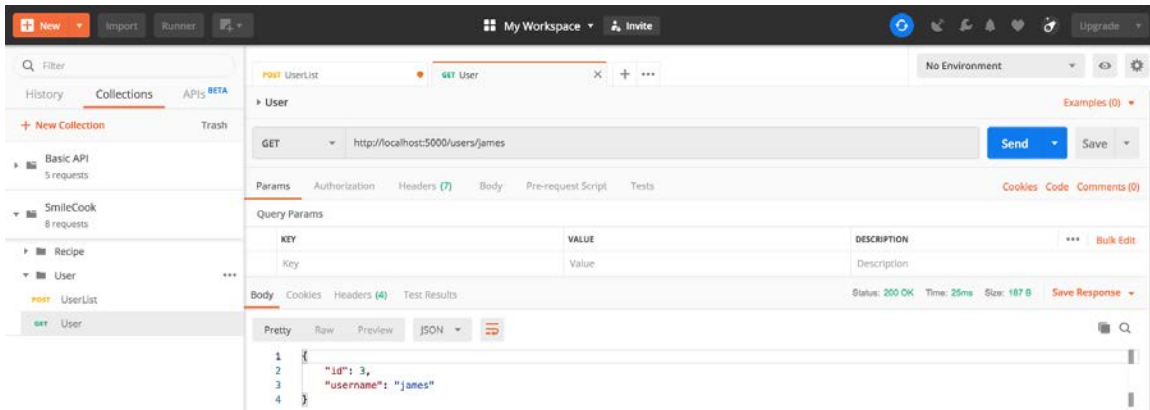 New Import Runner My Workspace Invite Upgrade
Filter
History Collections APIs BETA
+ New Collection Trash
Basic API
5 requests
SmileCook
8 requests
Recipe
User
POST UserList
GET User
POST UserList GET User No Environment
User Examples (0)
GET http://localhost:5000/users/james Send Save
Params Authorization Headers (7) Body Pre-request Script Tests Cookies Code Comments (0)
Query Params
KEY VALUE DESCRIPTION Bulk Edit
Key Value Description
Body Cookies Headers (4) Test Results Status: 200 OK Time: 25ms Size: 187 B Save Response
Pretty Raw Preview JSON
1 {
2 "id": 3,
3 "username": "james"
4 }